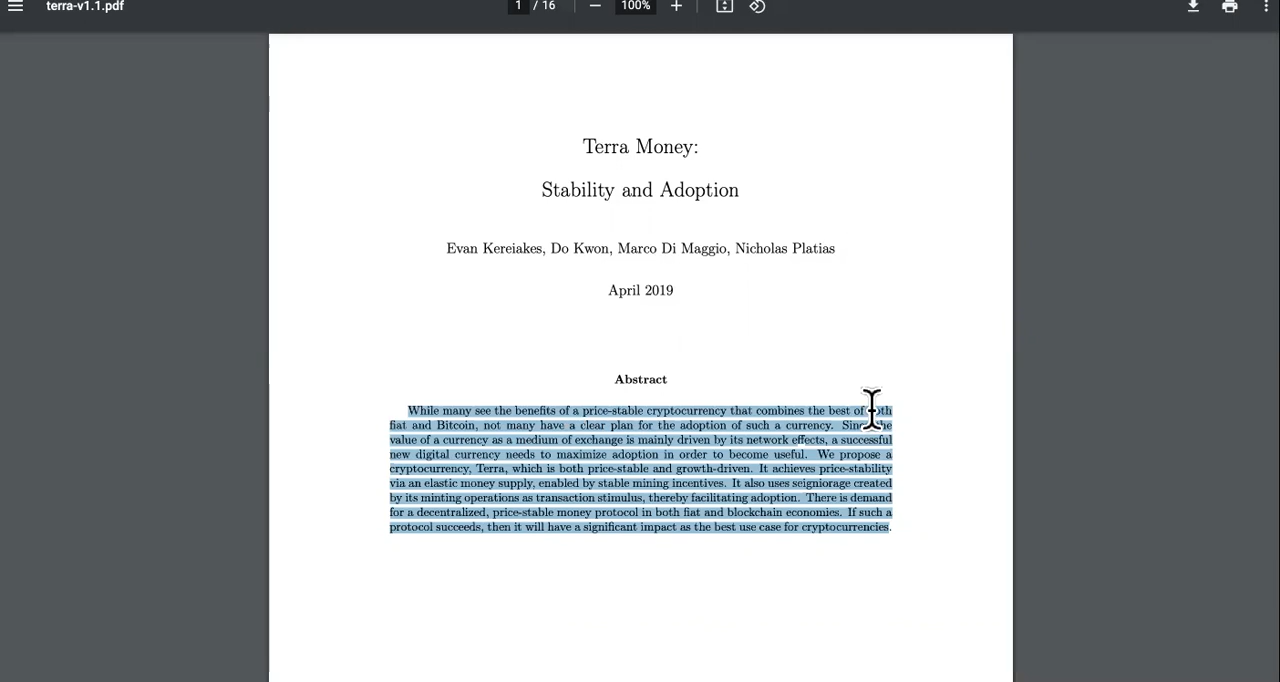 terra-v1.1.pdf
1 / 16
100%
Terra Money:
Stability and Adoption
Evan Kereiakes, Do Kwon, Marco Di Maggio, Nicholas Platias
April 2019
Abstract
While many see the benefits of a price-stable cryptocurrency that combines the best of both
fiat and Bitcoin, not many have a clear plan for the adoption of such a currency. Since the
value of a currency as a medium of exchange is mainly driven by its network effects, a successful
new digital currency needs to maximize adoption in order to become useful. We propose a
cryptocurrency, Terra, which is both price-stable and growth-driven. It achieves price-stability
via an elastic money supply, enabled by stable mining incentives. It also uses seigniorage created
by its minting operations as transaction stimulus, thereby facilitating adoption. There is demand
for a decentralized, price-stable money protocol in both fiat and blockchain economies. If such a
protocol succeeds, then it will have a significant impact as the best use case for cryptocurrencies.